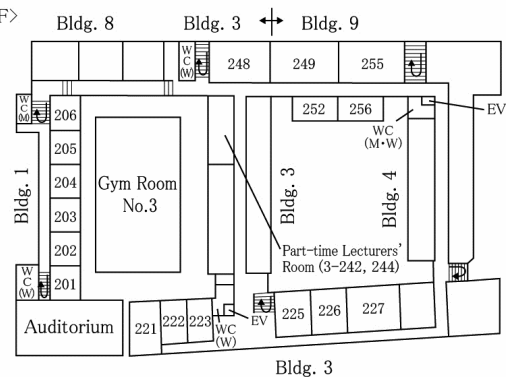 F>
Bldg. 8
Bldg. 3
Bldg. 9
WC(W)
248
249
255
WC(M)
206
252
256
EV
WC
(M·W)
205
204
203
202
201
Gym Room
No.3
Bldg. 1
Bldg. 3
Bldg. 4
Part-time Lecturers'
Room (3-242, 244)
WC(W)
Auditorium
221
222
223
WC
(W)
EV
225
226
227
Bldg. 3